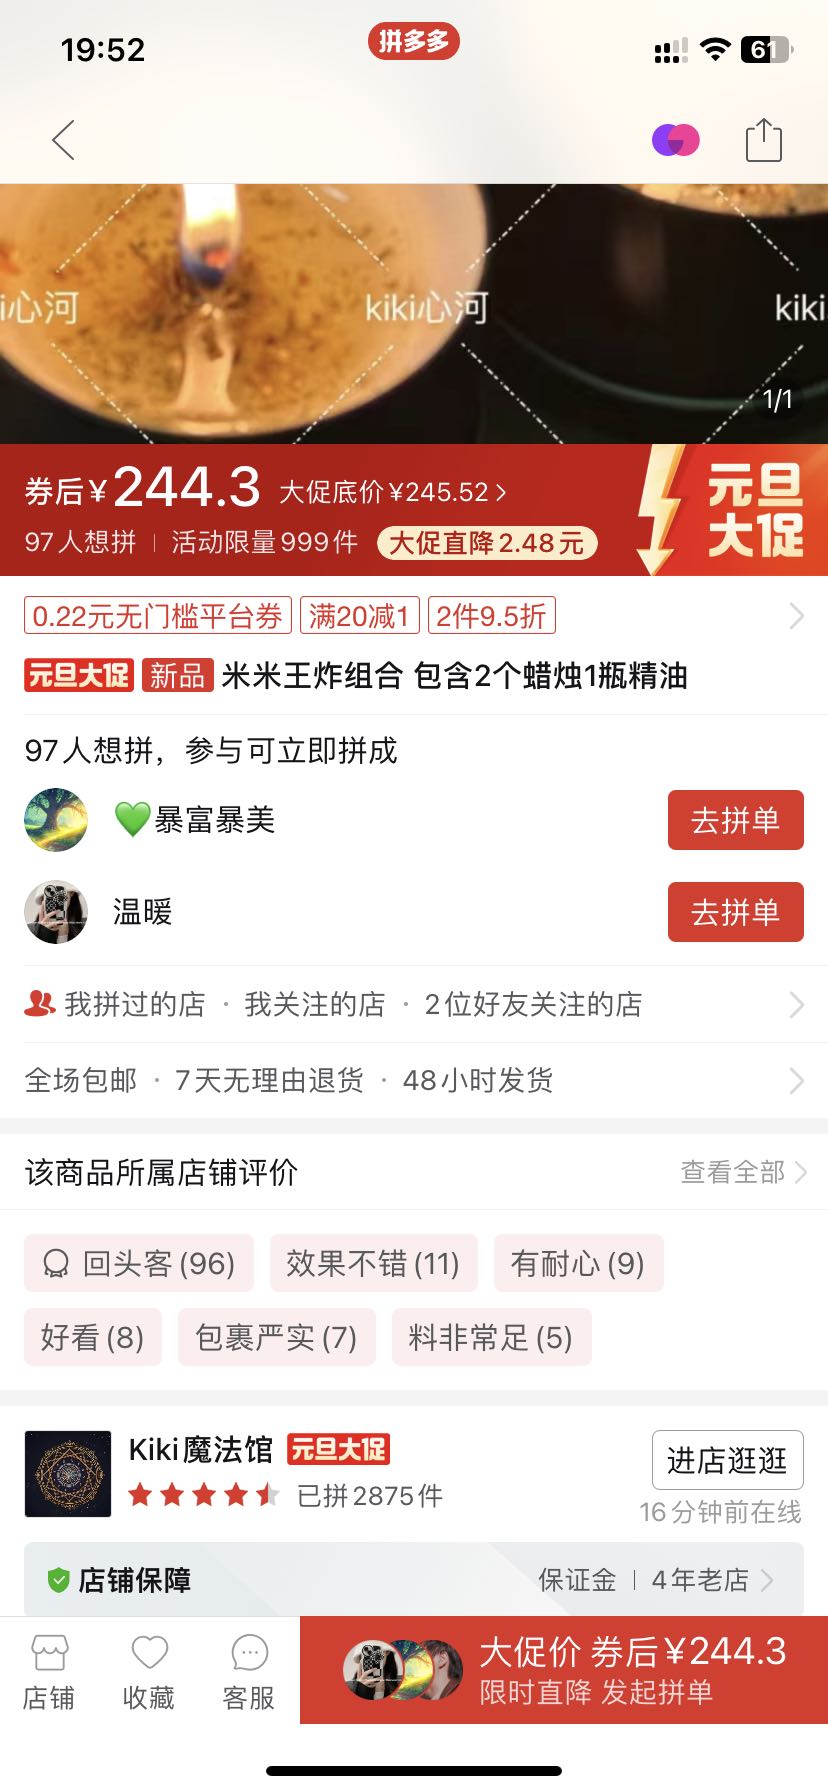 19:52
拼多多
61
i心河
kiki心河
kiki
1/1
券后¥244.3 大促底价¥245.52
元旦大促
97人想拼 活动限量999件 大促直降2.48元
0.22元无门槛平台券 满20减1 2件9.5折
元旦大促 新品 米米王炸组合 包含2个蜡烛1瓶精油
97人想拼，参与可立即拼成
💚暴富暴美 去拼单
温暖 去拼单
我拼过的店 · 我关注的店 · 2位好友关注的店
全场包邮 · 7天无理由退货 · 48小时发货
该商品所属店铺评价 查看全部
回头客(96) 效果不错(11) 有耐心(9)
好看(8) 包裹严实(7) 料非常足(5)
Kiki魔法馆 元旦大促 进店逛逛
已拼2875件 16分钟前在线
店铺保障 保证金 4年老店
店铺 收藏 客服
大促价 券后¥244.3
限时直降 发起拼单